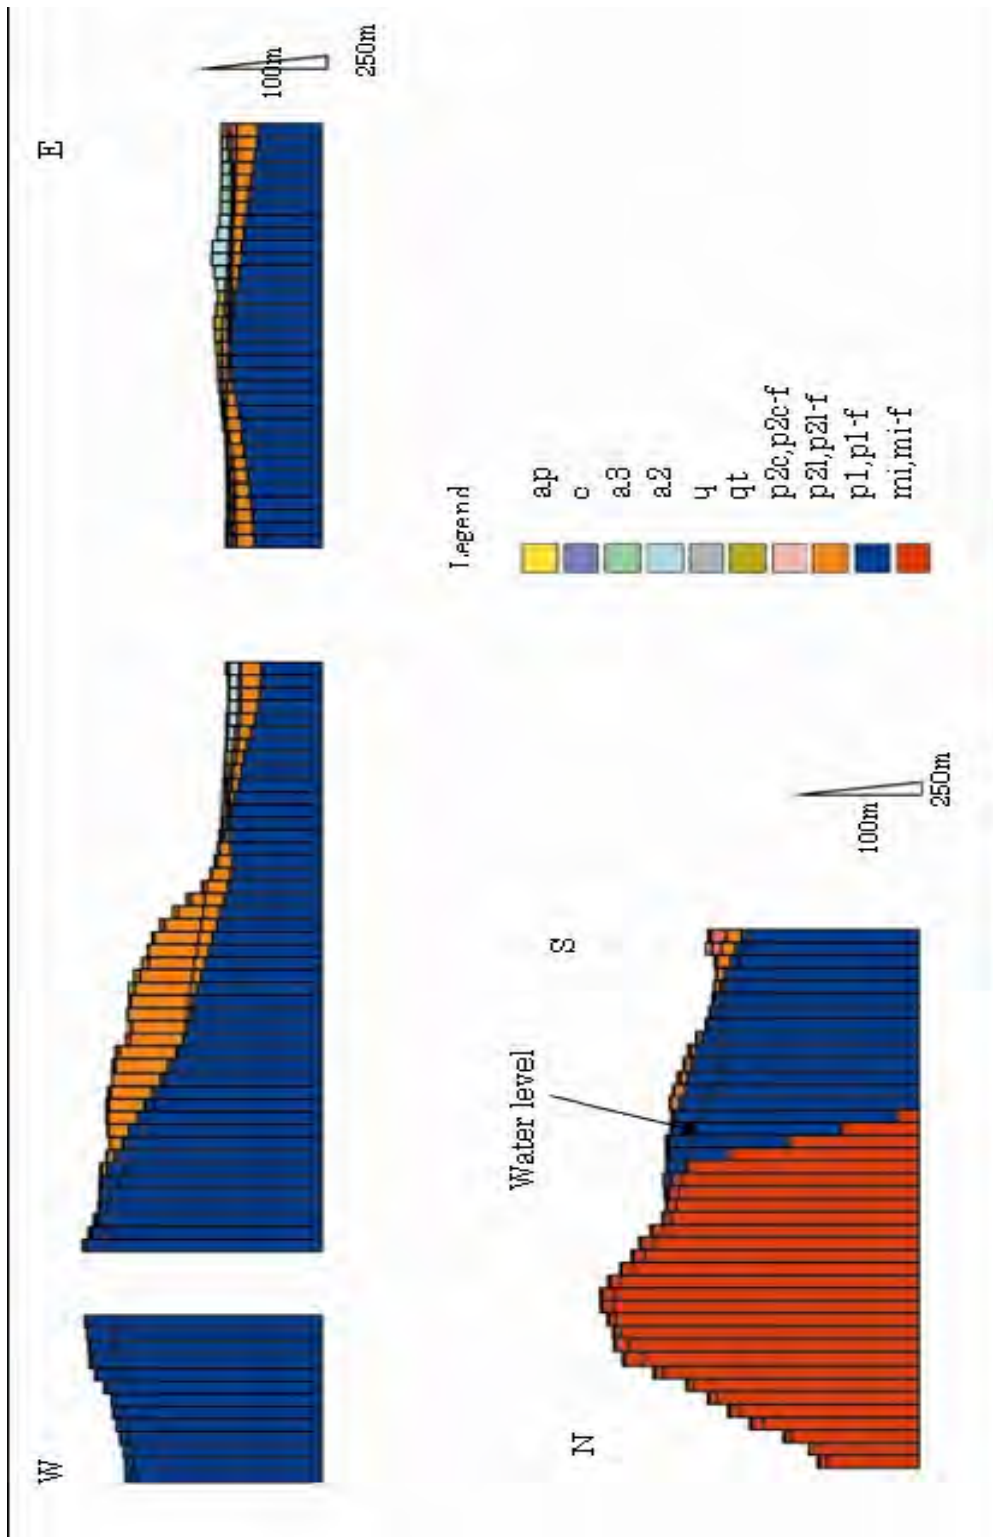 W
E
100m
250m
Legend
ap
c
a3
a2
q
qt
p2c,p2c-f
p2l,p2l-f
p1,p1-f
mi,mi-f
N
S
Water level
100m
250m